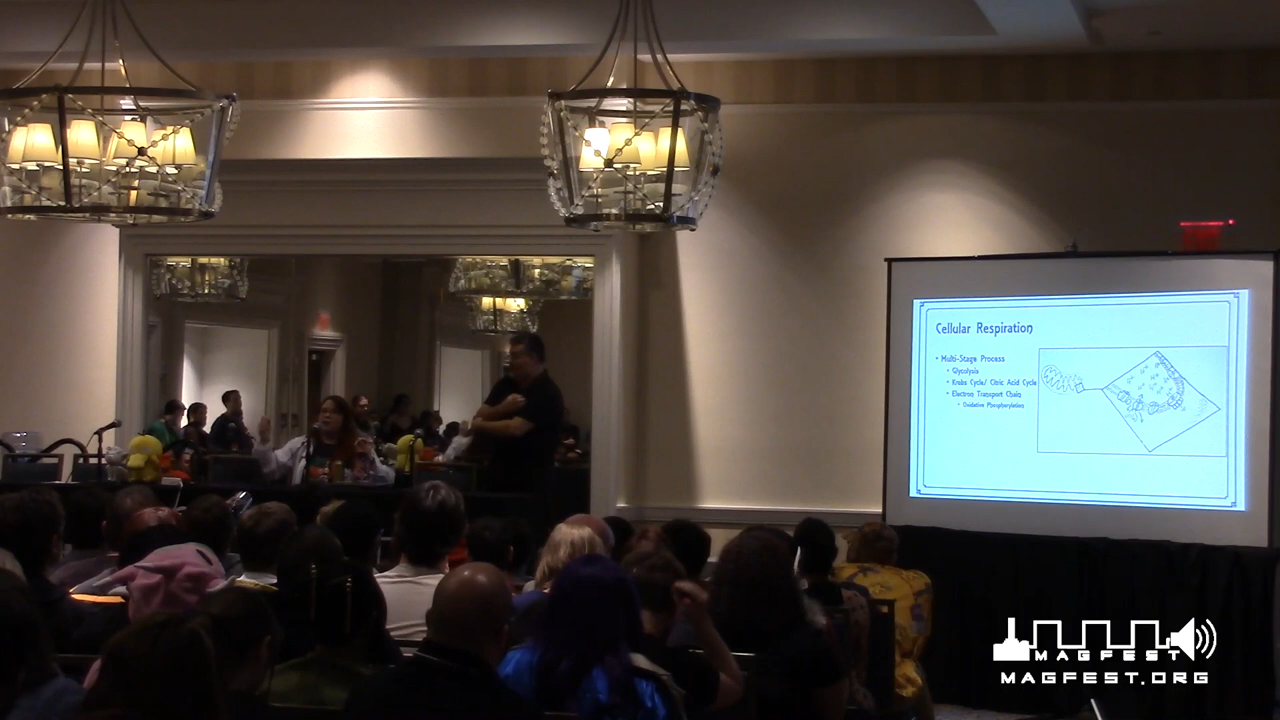 Cellular Respiration
• Multi-Stage Process
• Glycolysis
• Krebs Cycle/ Citric Acid Cycle
• Electron Transport Chain
• Oxidative Phosphorylation
MAGFEST
MAGFEST.ORG